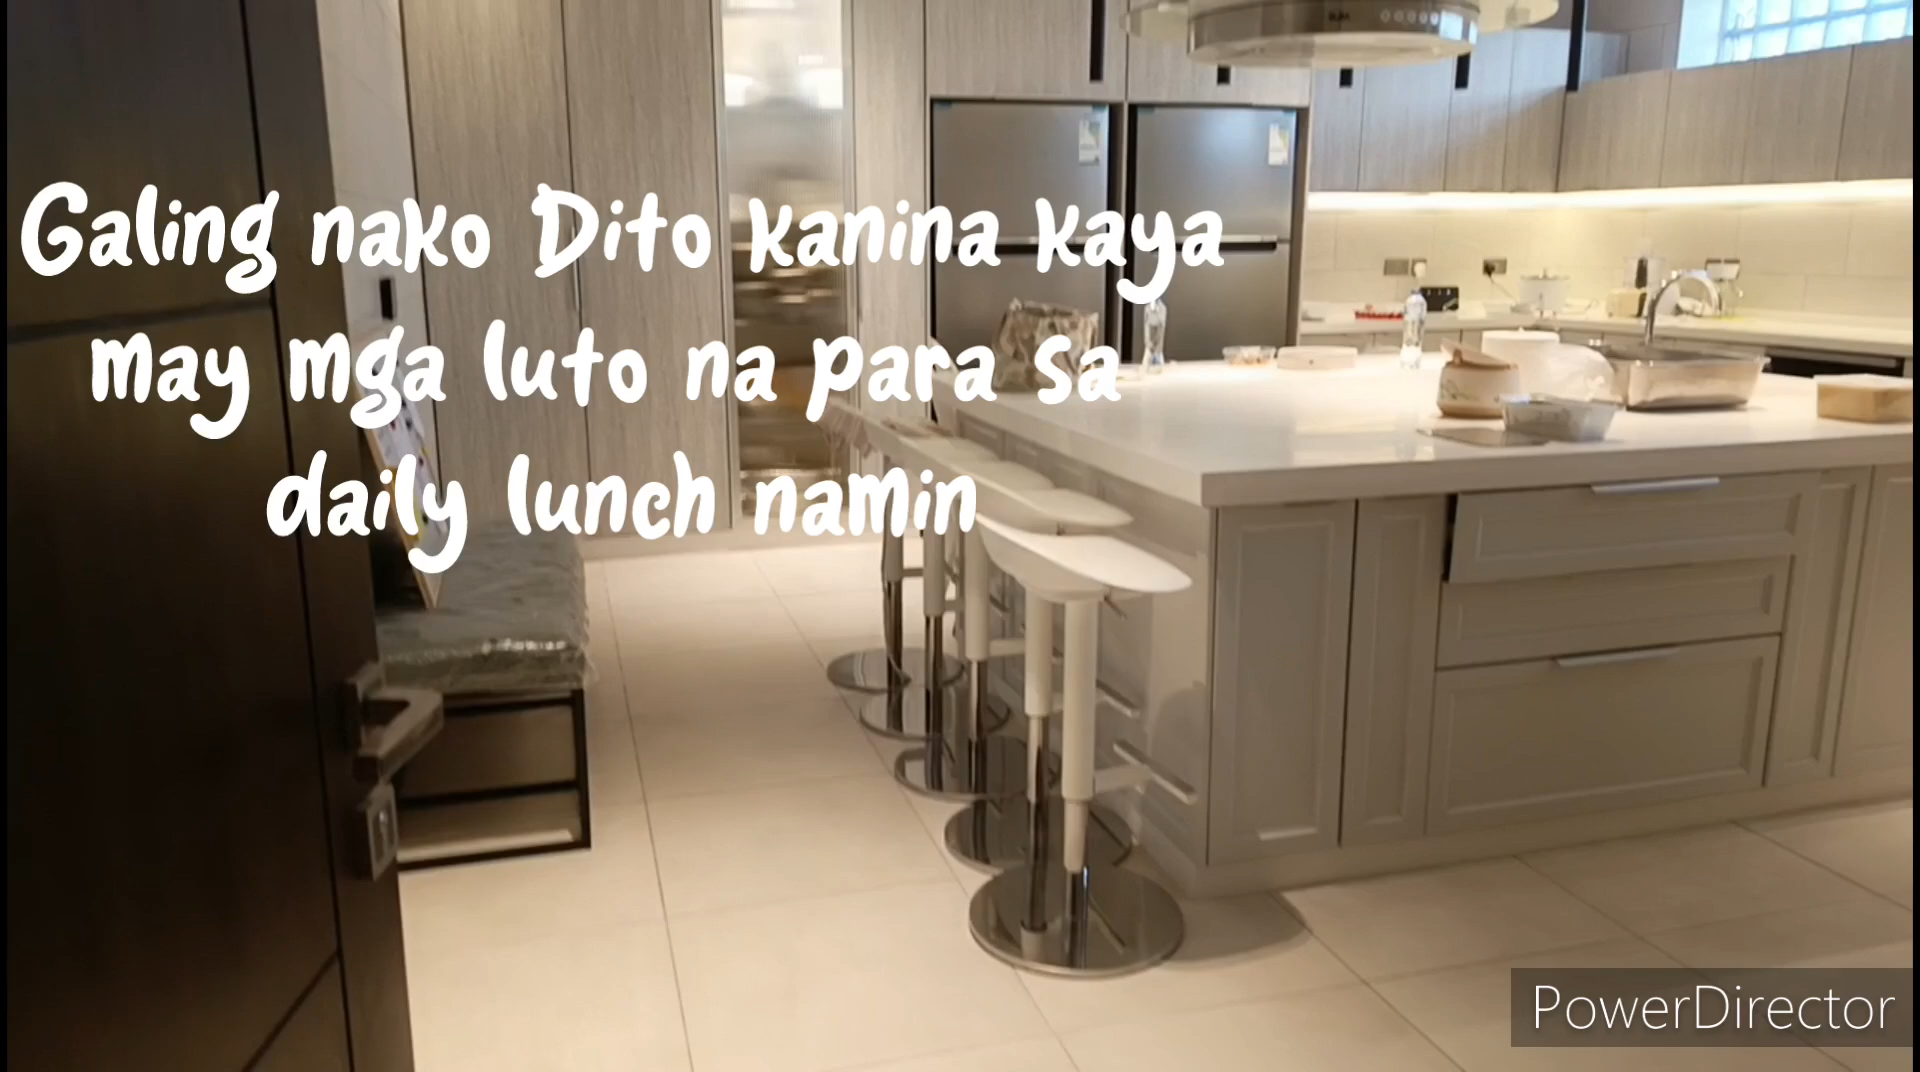 Galing nako Dito kanina kaya
may mga luto na para sa
daily lunch namin
PowerDirector